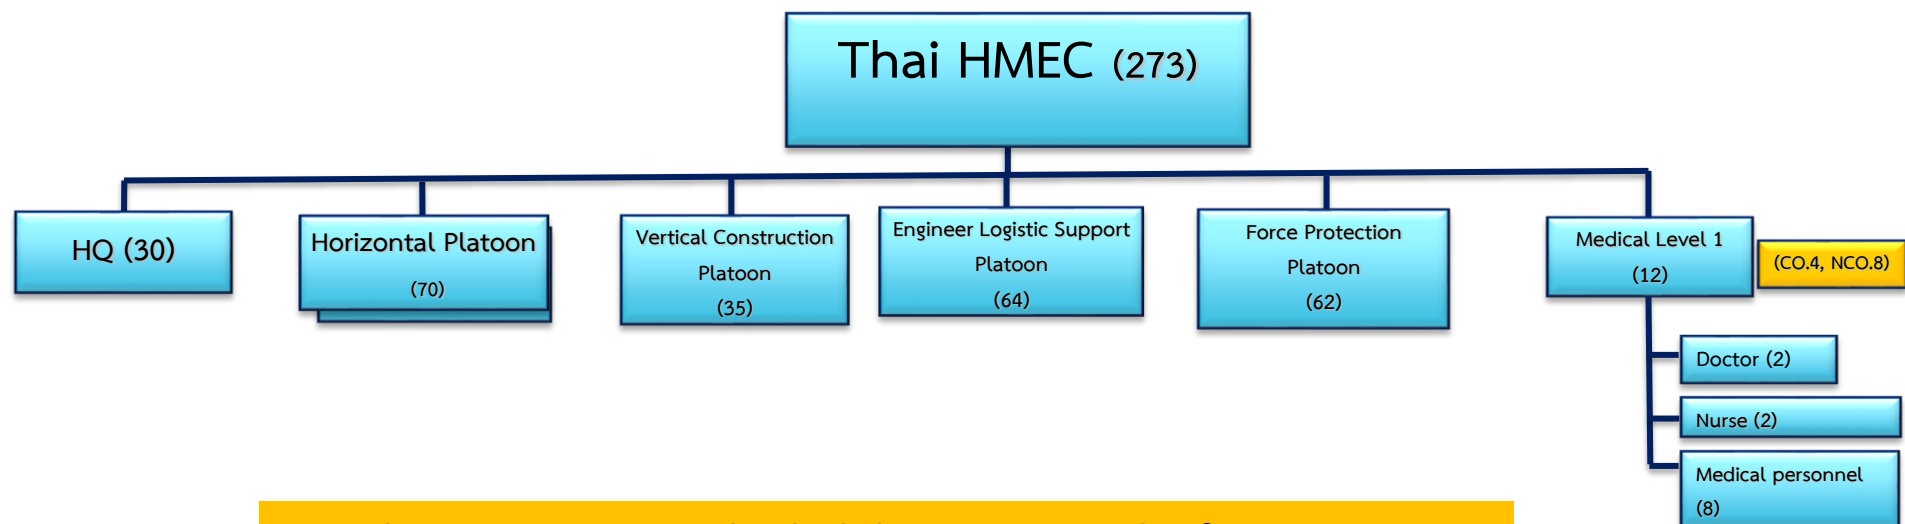 Thai HMEC (273)
HQ (30)
Horizontal Platoon
(70)
Vertical Construction
Platoon
(35)
Engineer Logistic Support
Platoon
(64)
Force Protection
Platoon
(62)
Medical Level 1
(12)
(CO.4, NCO.8)
Doctor (2)
Nurse (2)
Medical personnel
(8)